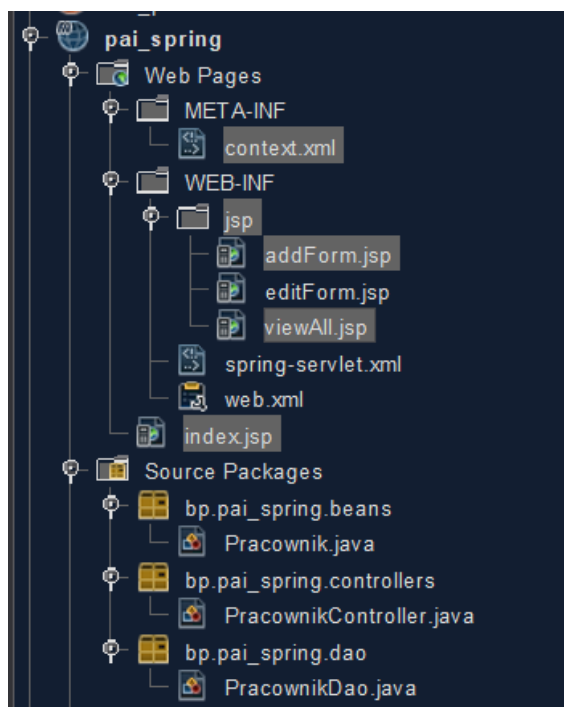 pai_spring
Web Pages
META-INF
context.xml
WEB-INF
jsp
addForm.jsp
editForm.jsp
viewAll.jsp
spring-servlet.xml
web.xml
index.jsp
Source Packages
bp.pai_spring.beans
Pracownik.java
bp.pai_spring.controllers
PracownikController.java
bp.pai_spring.dao
PracownikDao.java